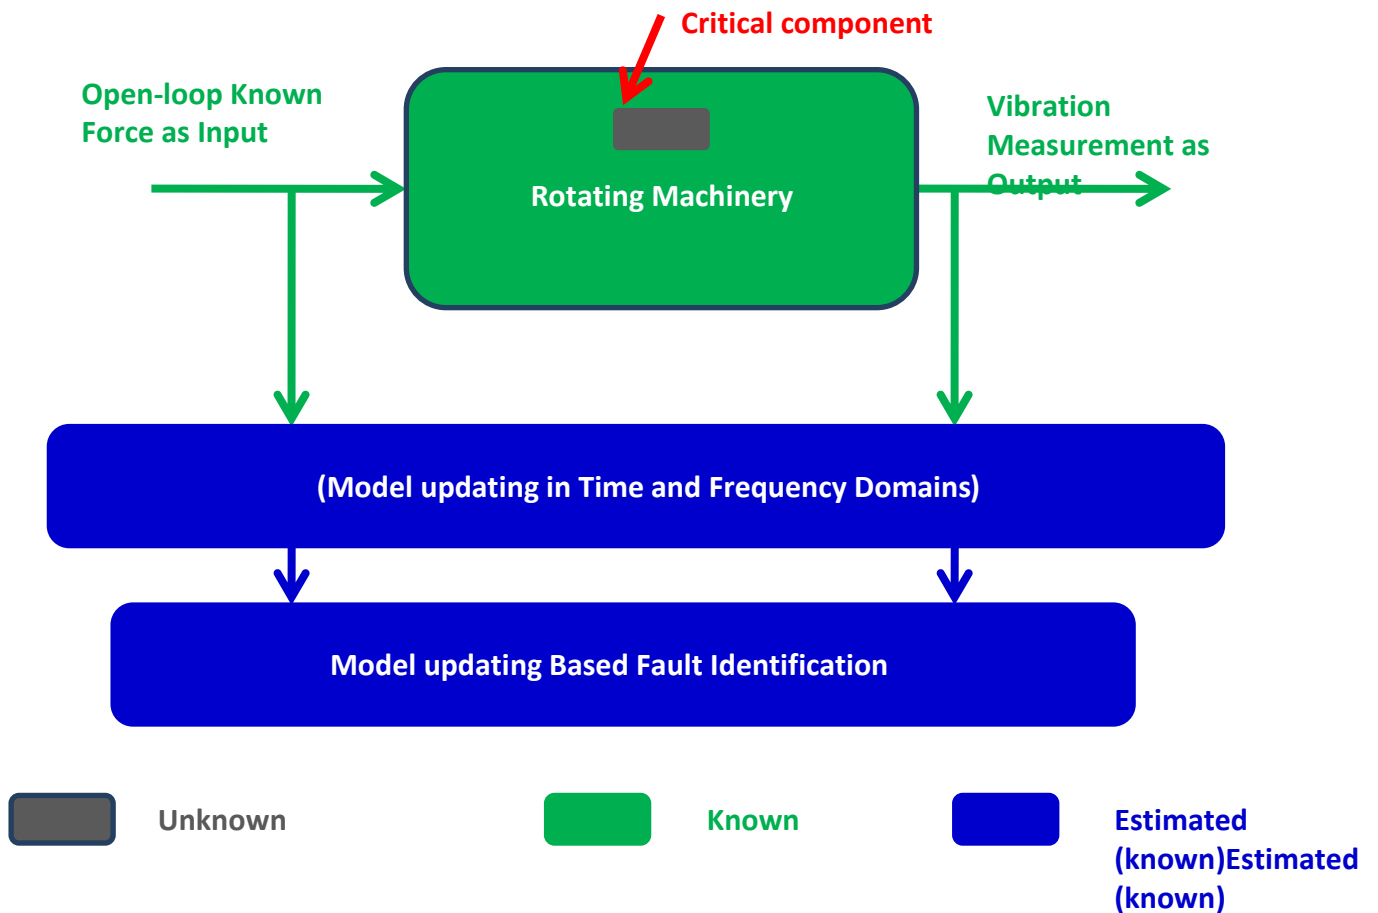 Critical component
Open-loop Known
Force as Input
Vibration
Measurement as
Output
Rotating Machinery
(Model updating in Time and Frequency Domains)
Model updating Based Fault Identification
Unknown
Known
Estimated
(known)Estimated
(known)